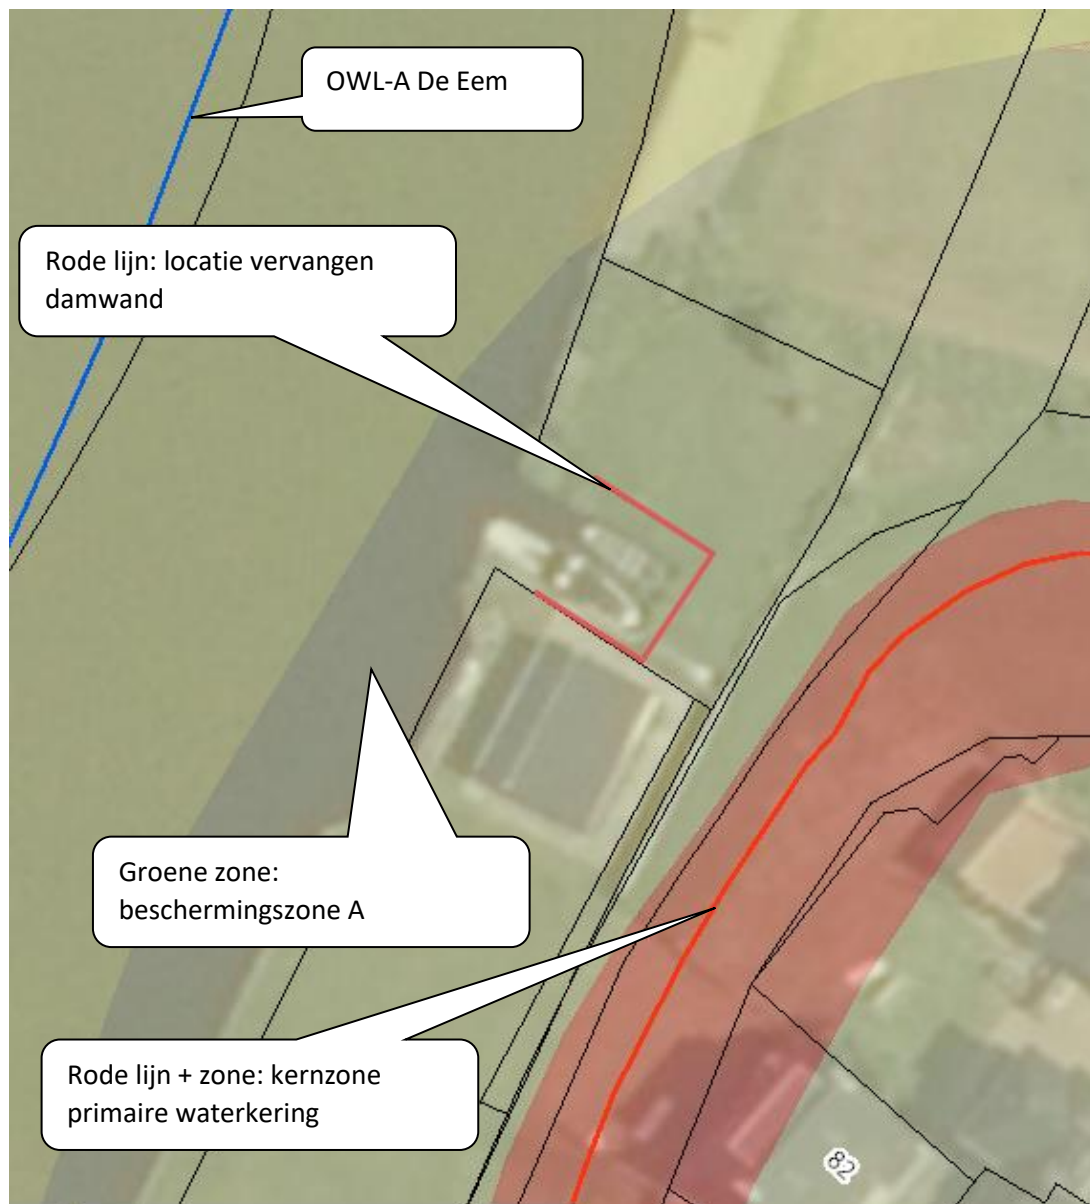 OWL-A De Eem
Rode lijn: locatie vervangen
damwand
Groene zone:
beschermingszone A
Rode lijn + zone: kernzone
primaire waterkering
82